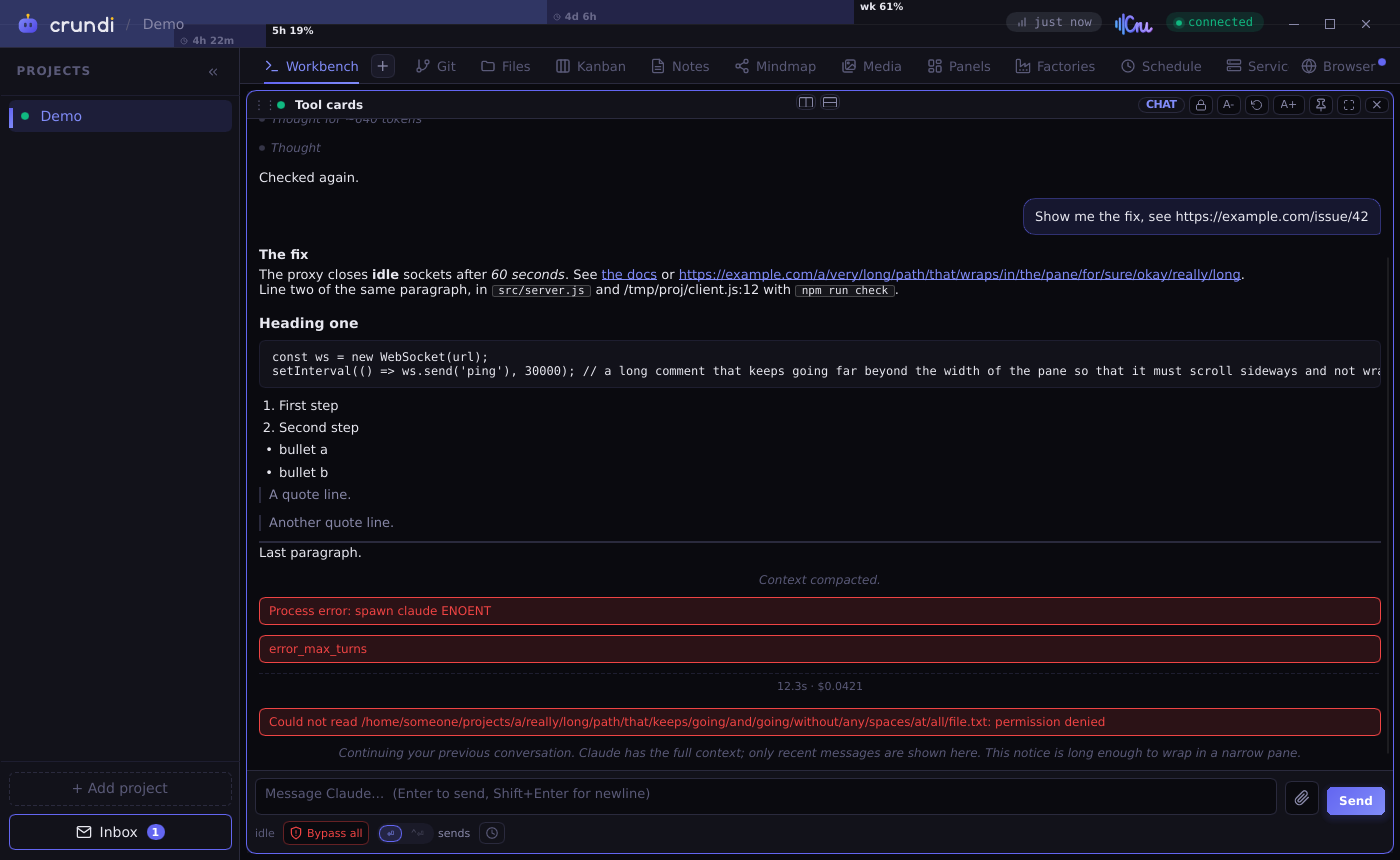 crundi / Demo
4h 22m
5h 19%
4d 6h
wk 61%
just now
Cru
connected
PROJECTS
«
Demo
+ Add project
Inbox 1
Workbench
+
Git
Files
Kanban
Notes
Mindmap
Media
Panels
Factories
Schedule
Servic
Browser
Tool cards
CHAT
A-
A+
Thought for ~640 tokens
Thought
Checked again.
Show me the fix, see https://example.com/issue/42
The fix
The proxy closes idle sockets after 60 seconds. See the docs or https://example.com/a/very/long/path/that/wraps/in/the/pane/for/sure/okay/really/long.
Line two of the same paragraph, in src/server.js and /tmp/proj/client.js:12 with npm run check.
Heading one
const ws = new WebSocket(url);
setInterval(() => ws.send('ping'), 30000); // a long comment that keeps going far beyond the width of the pane so that it must scroll sideways and not wra
1. First step
2. Second step
• bullet a
• bullet b
A quote line.
Another quote line.
Last paragraph.
Context compacted.
Process error: spawn claude ENOENT
error_max_turns
12.3s · $0.0421
Could not read /home/someone/projects/a/really/long/path/that/keeps/going/and/going/without/any/spaces/at/all/file.txt: permission denied
Continuing your previous conversation. Claude has the full context; only recent messages are shown here. This notice is long enough to wrap in a narrow pane.
Message Claude… (Enter to send, Shift+Enter for newline)
Send
idle
Bypass all
⏎
^⏎
sends